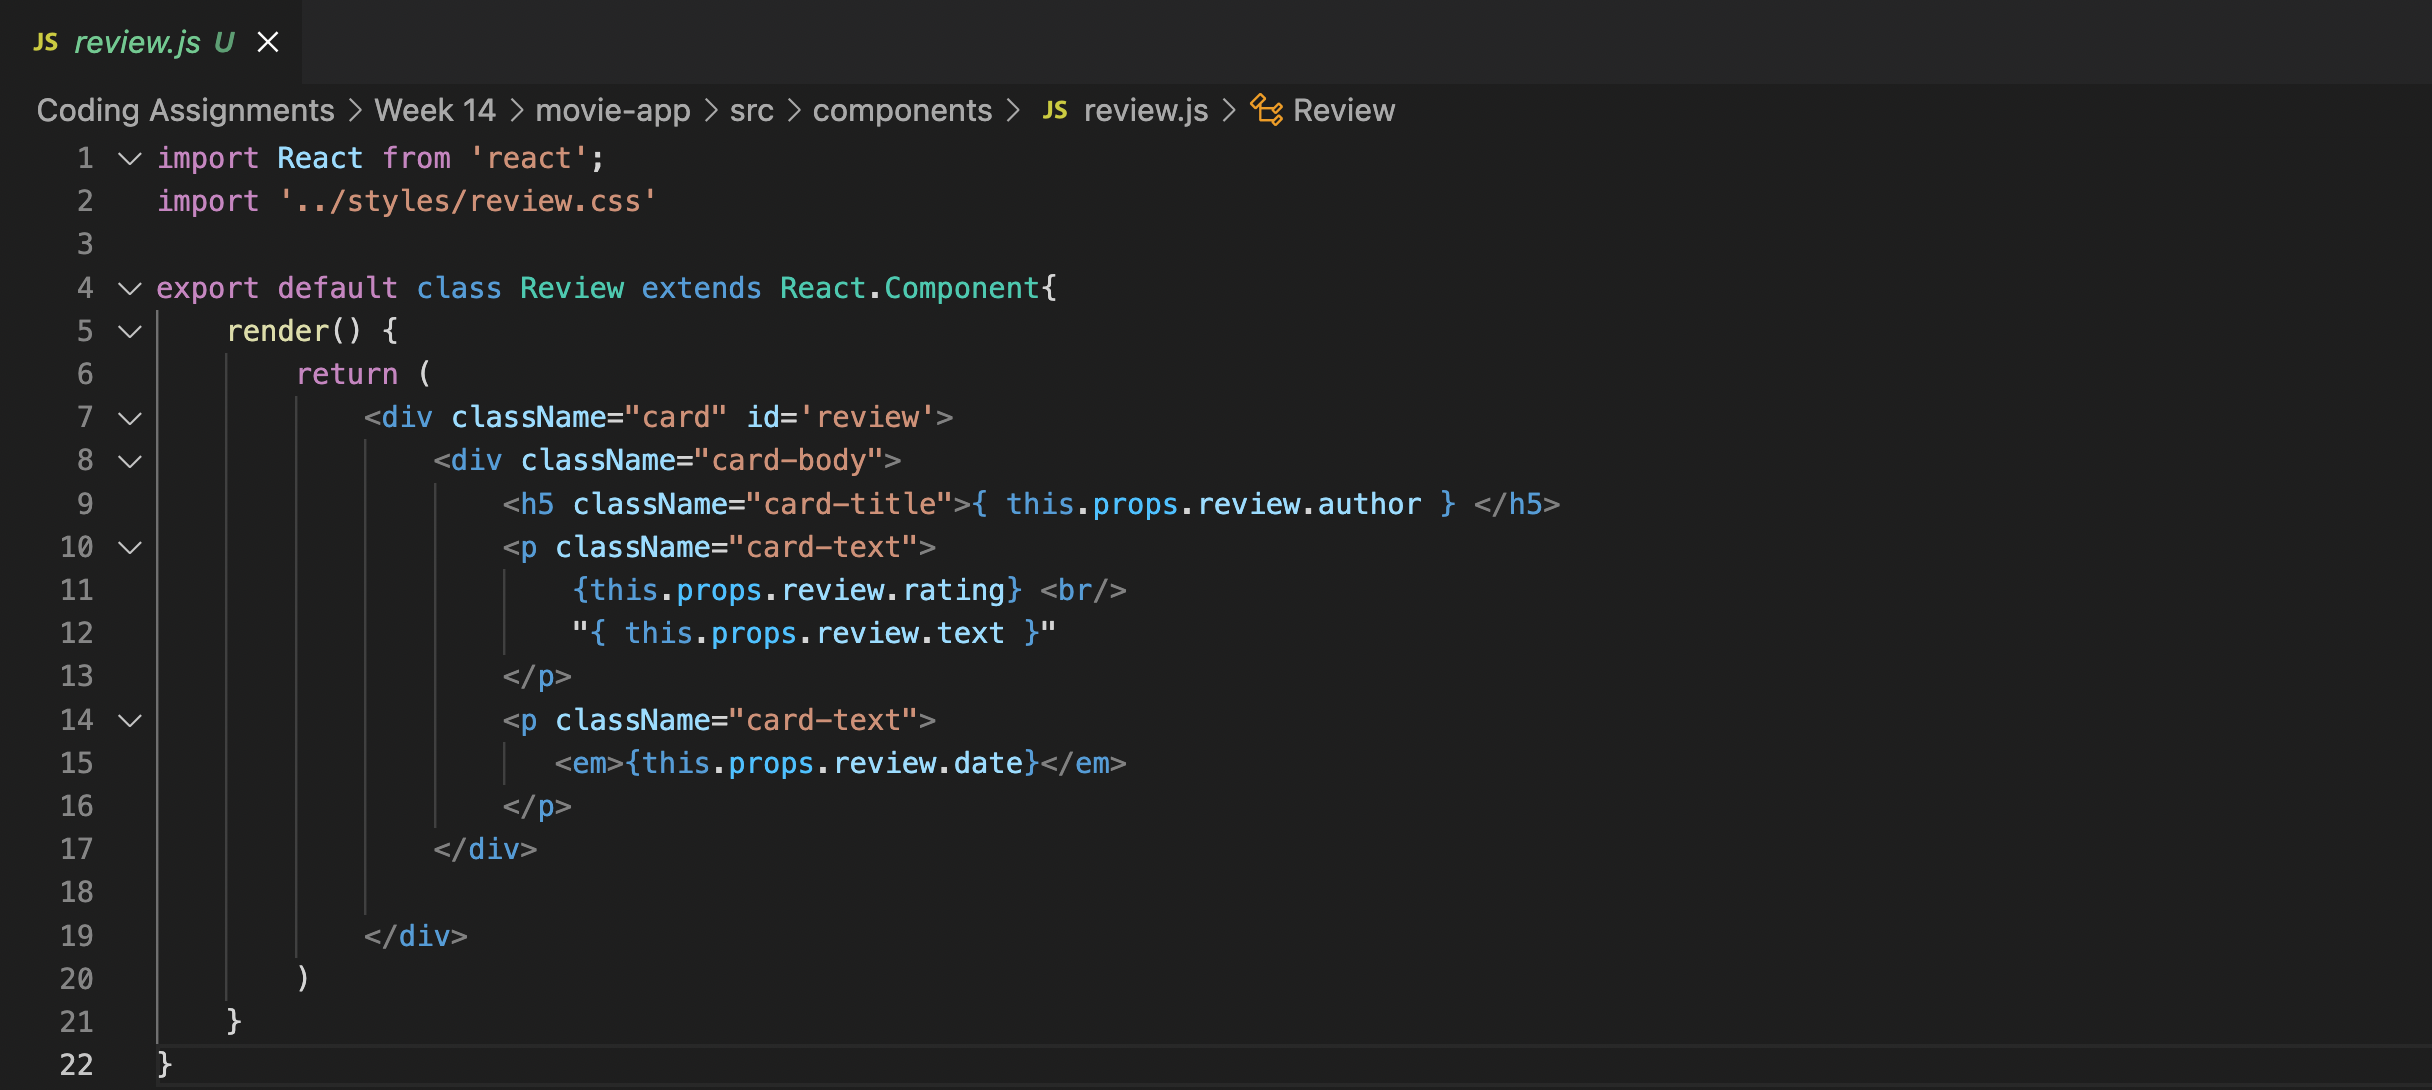 JS review.js U
Coding Assignments > Week 14 > movie-app > src > components > JS review.js > Review
1 import React from 'react';
2 import '../styles/review.css'
3
4 export default class Review extends React.Component{
5     render() {
6         return (
7             <div className="card" id='review'>
8                 <div className="card-body">
9                     <h5 className="card-title">{ this.props.review.author } </h5>
10                     <p className="card-text">
11                         {this.props.review.rating} <br/>
12                         "{ this.props.review.text }"
13                     </p>
14                     <p className="card-text">
15                        <em>{this.props.review.date}</em>
16                     </p>
17                 </div>
18
19             </div>
20         )
21     }
22 }